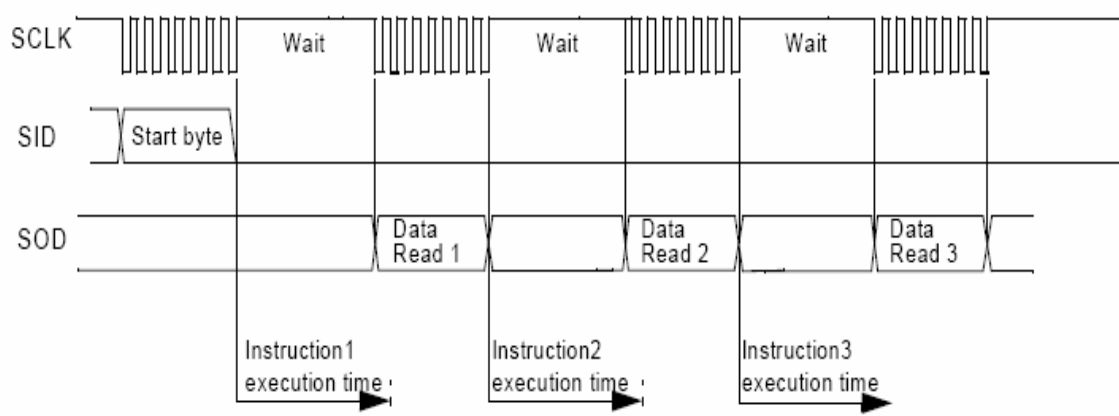 SCLK
Wait
Wait
Wait
SID
Start byte
SOD
Data
Read 1
Data
Read 2
Data
Read 3
Instruction1
execution time
Instruction2
execution time
Instruction3
execution time